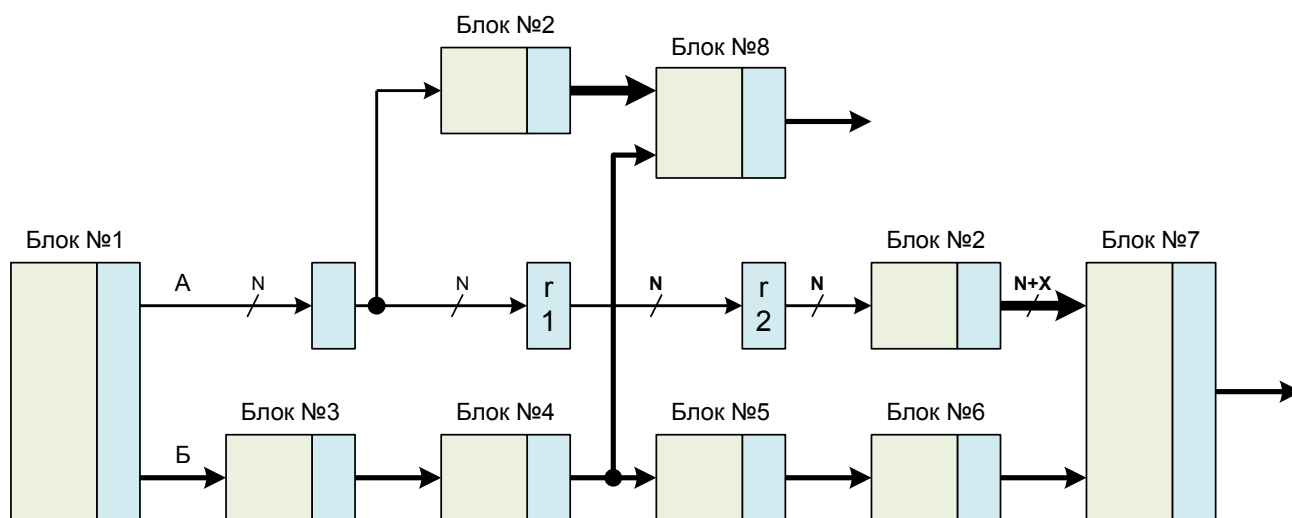 Блок №2
Блок №8
Блок №1
Блок №2
Блок №7
А
N
N
r
1
N
r
2
N
N+X
Блок №3
Блок №4
Блок №5
Блок №6
Б